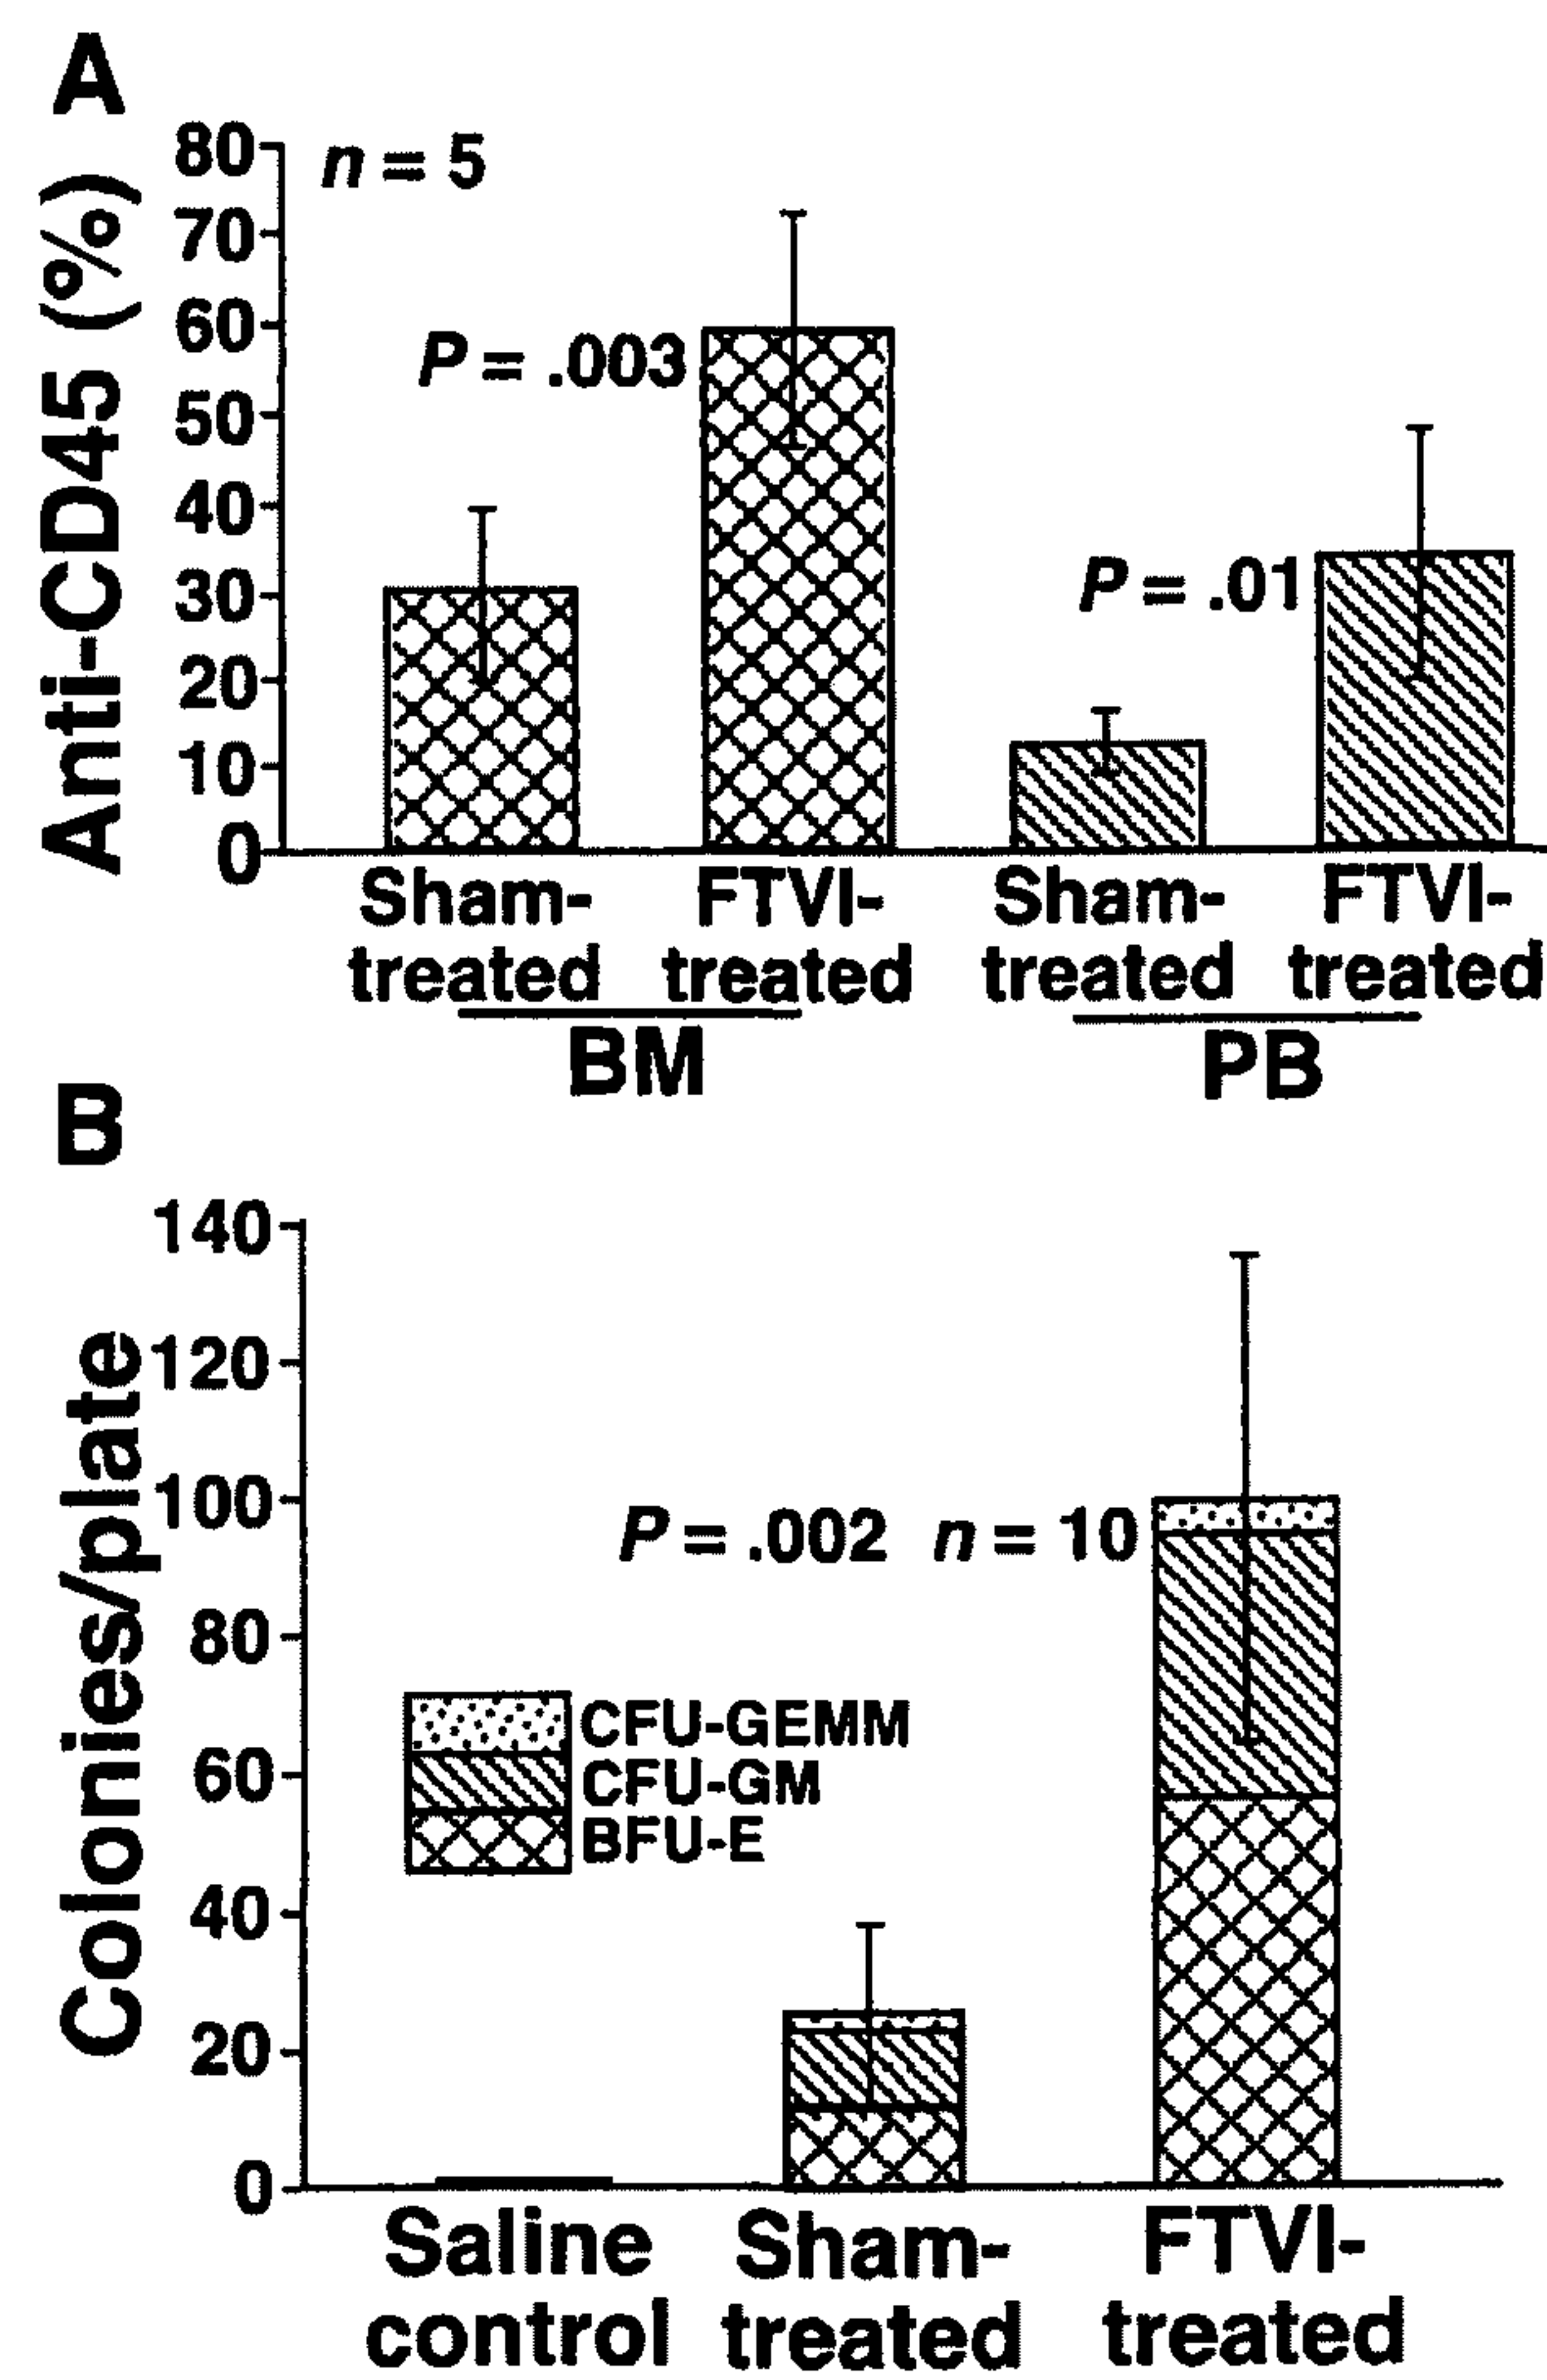 A
Anti-CD45 (%)
80
70
60
50
40
30
20
10
0
n = 5
P = .003
P = .01
Sham-
treated
FTVI-
treated
Sham-
treated
FTVI-
treated
BM
PB
B
Colonies/plate
140
120
100
80
60
40
20
0
P = .002 n = 10
CFU-GEMM
CFU-GM
BFU-E
Saline
control
Sham-
treated
FTVI-
treated